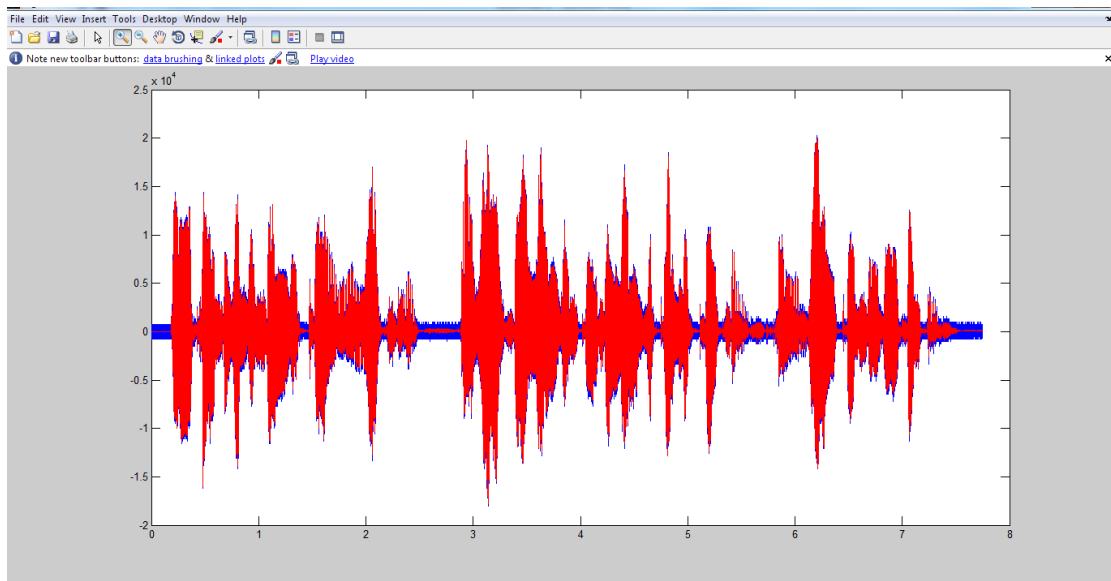 File Edit View Insert Tools Desktop Window Help
Note new toolbar buttons: data brushing & linked plots Play video
2.5 x 10^4
2
1.5
1
0.5
0
-0.5
-1
-1.5
-2
0 1 2 3 4 5 6 7 8